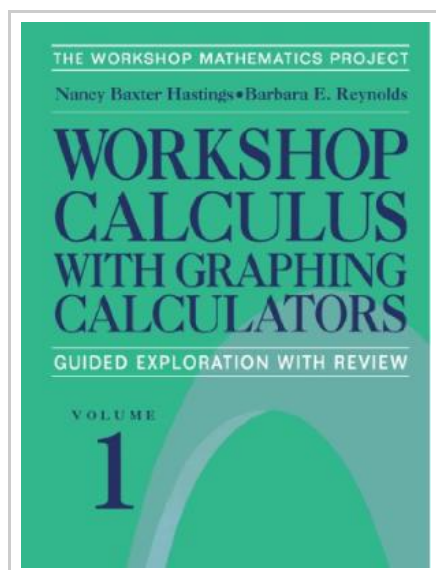 THE WORKSHOP MATHEMATICS PROJECT
Nancy Baxter Hastings•Barbara E. Reynolds
WORKSHOP
CALCULUS
WITH GRAPHING
CALCULATORS
GUIDED EXPLORATION WITH REVIEW
VOLUME
1